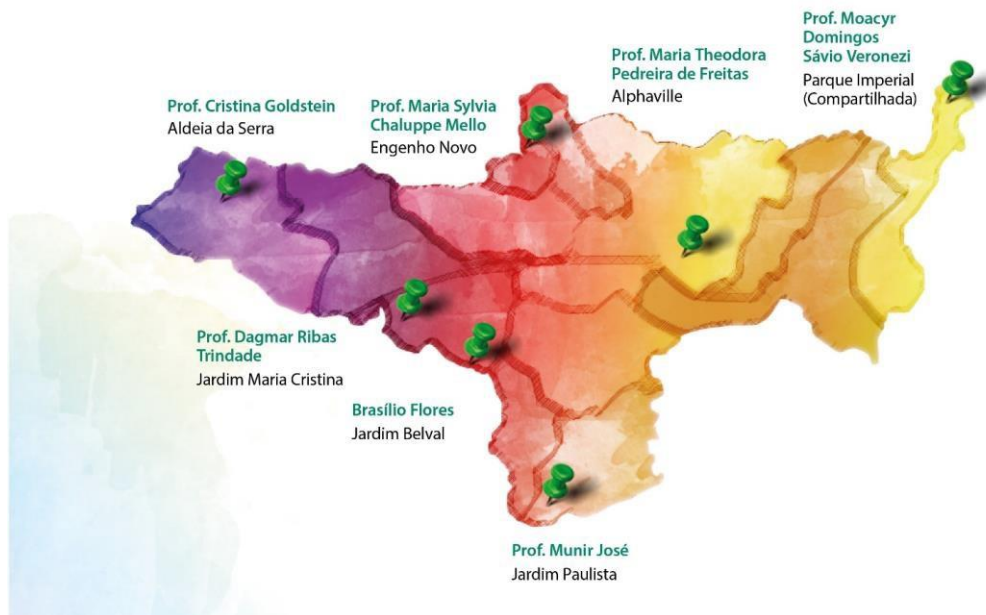 Prof. Moacyr
Domingos
Sávio Veronezi
Parque Imperial
(Compartilhada)
Prof. Maria Theodora
Pedreira de Freitas
Alphaville
Prof. Cristina Goldstein
Aldeia da Serra
Prof. Maria Sylvia
Chaluppe Mello
Engenho Novo
Prof. Dagmar Ribas
Trindade
Jardim Maria Cristina
Brasílio Flores
Jardim Belval
Prof. Munir José
Jardim Paulista